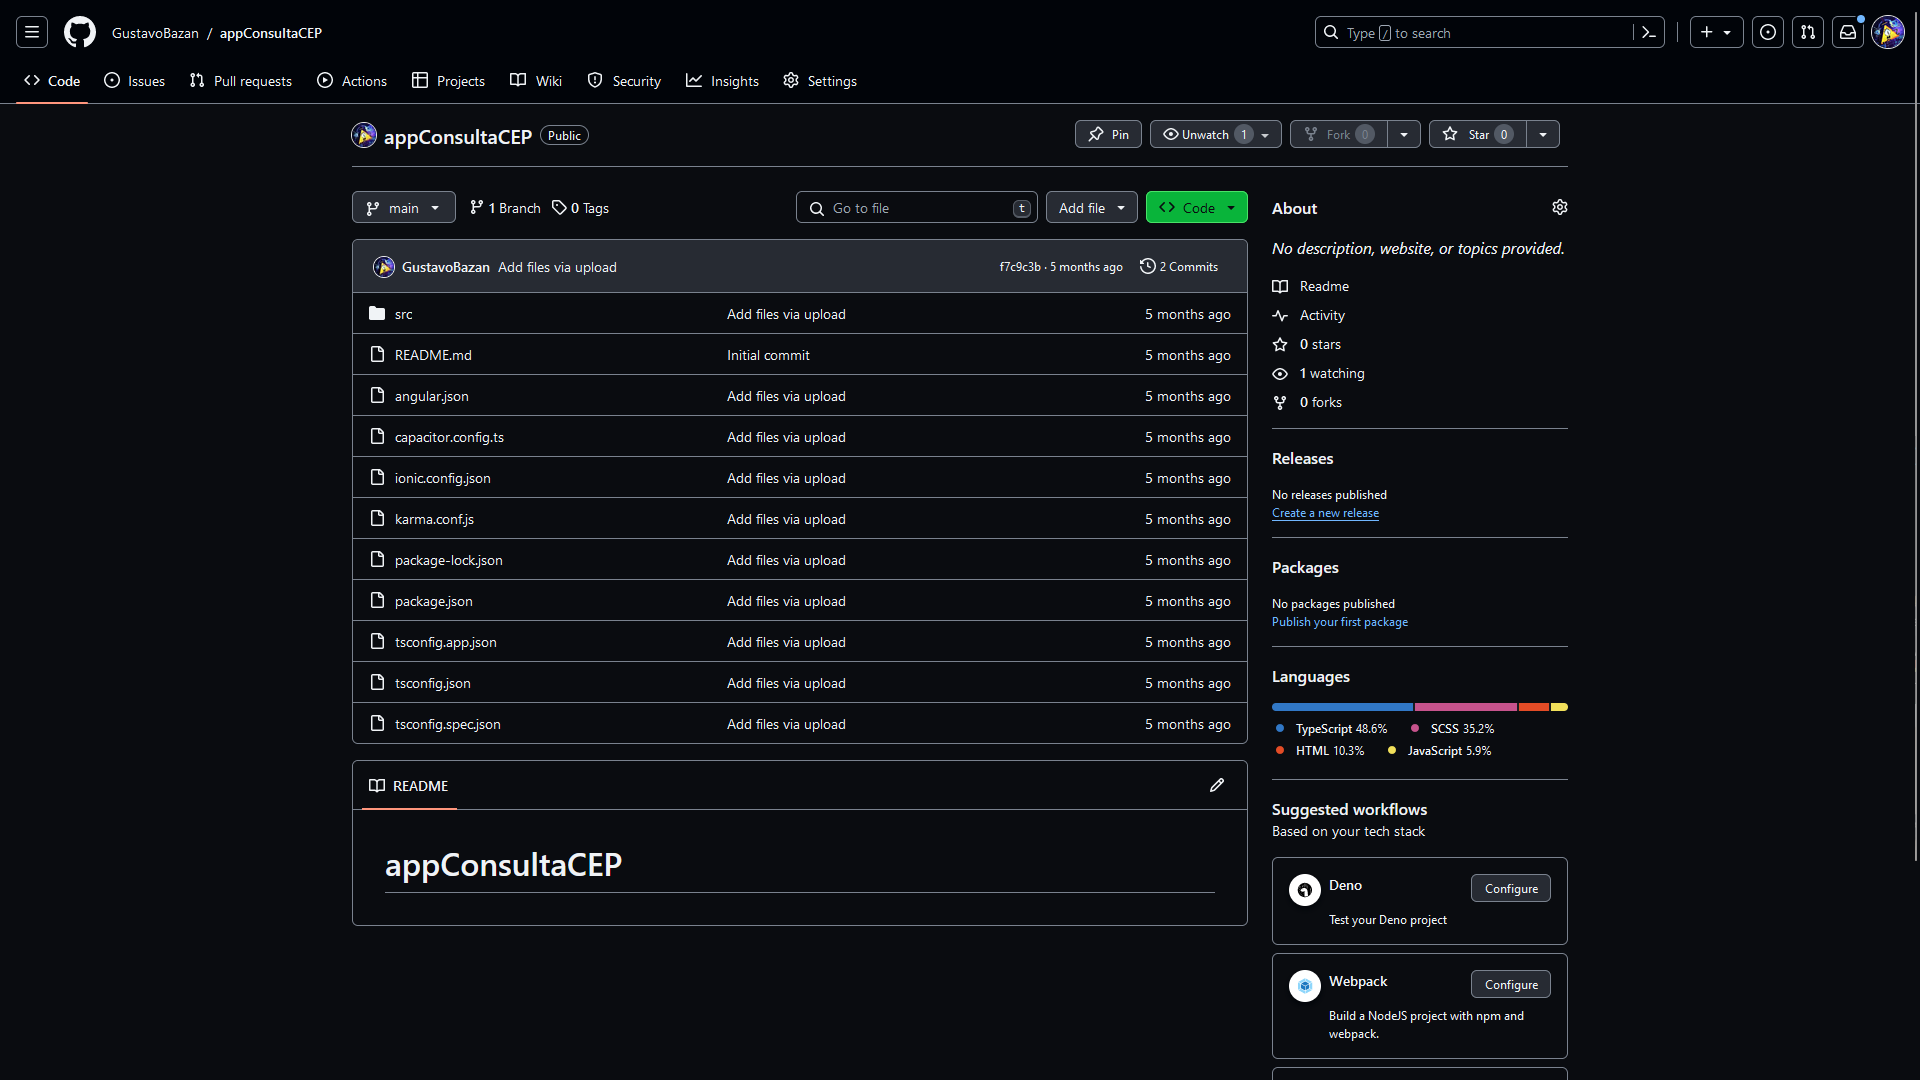 GustavoBazan / appConsultaCEP
Type / to search
Code Issues Pull requests Actions Projects Wiki Security Insights Settings
appConsultaCEP Public
Pin Unwatch 1 Fork 0 Star 0
main 1 Branch 0 Tags
Go to file t Add file Code
GustavoBazan Add files via upload f7c9c3b · 5 months ago 2 Commits
src Add files via upload 5 months ago
README.md Initial commit 5 months ago
angular.json Add files via upload 5 months ago
capacitor.config.ts Add files via upload 5 months ago
ionic.config.json Add files via upload 5 months ago
karma.conf.js Add files via upload 5 months ago
package-lock.json Add files via upload 5 months ago
package.json Add files via upload 5 months ago
tsconfig.app.json Add files via upload 5 months ago
tsconfig.json Add files via upload 5 months ago
tsconfig.spec.json Add files via upload 5 months ago
README
appConsultaCEP
About
No description, website, or topics provided.
Readme
Activity
0 stars
1 watching
0 forks
Releases
No releases published
Create a new release
Packages
No packages published
Publish your first package
Languages
TypeScript 48.6% SCSS 35.2%
HTML 10.3% JavaScript 5.9%
Suggested workflows
Based on your tech stack
Deno Configure
Test your Deno project
Webpack Configure
Build a NodeJS project with npm and
webpack.